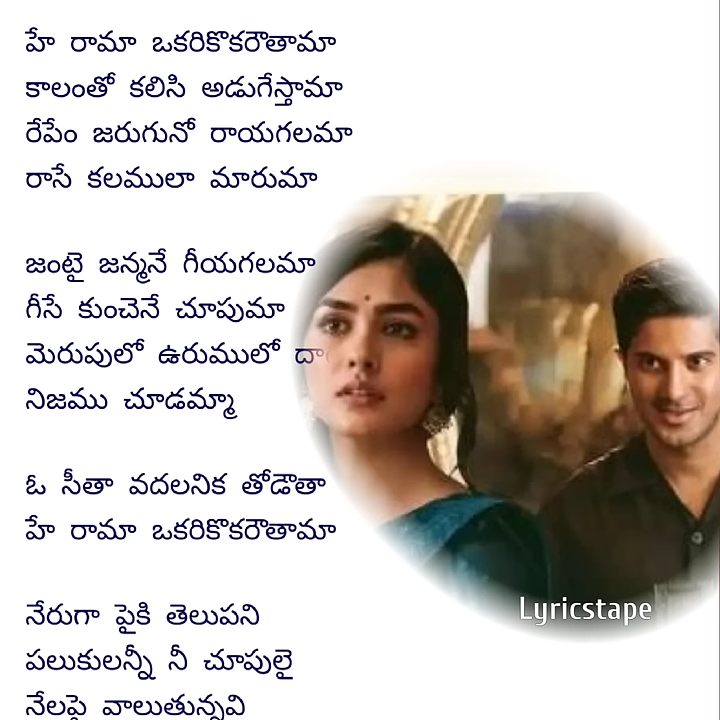 హే రామా ఒకరికొకరౌతామా
కాలంతో కలిసి అడుగేస్తామా
రేపేం జరుగునో రాయగలమా
రాసే కలములా మారుమా
జంటై జన్మనే గీయగలమా
గీసే కుంచెనే చూపుమా
మెరుపులో ఉరుములో దా
నిజము చూడమ్మా
ఓ సీతా వదలనిక తోడౌతా
హే రామా ఒకరికొకరౌతామా
నేరుగా పైకి తెలుపని
పలుకులన్నీ నీ చూపులై
నేలపై వాలుతున్నవి
Lyricstape